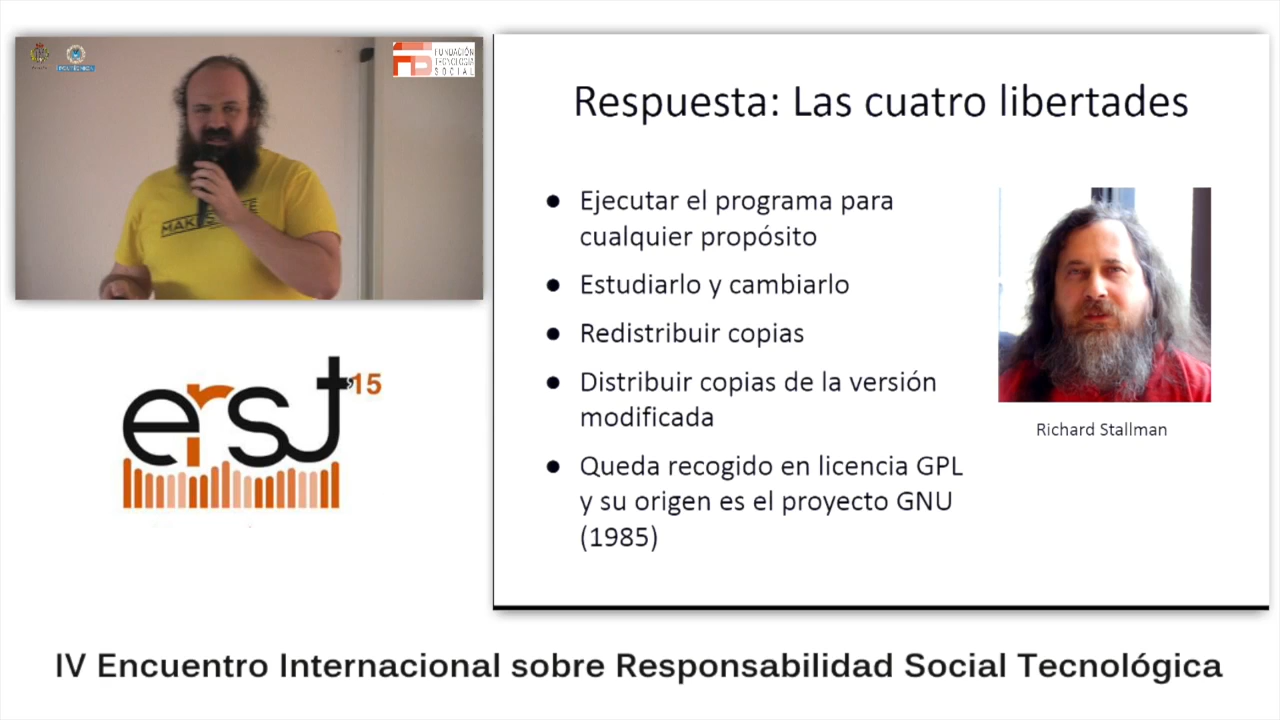 FUNDACIÓN
TECNOLOGÍA
SOCIAL
Respuesta: Las cuatro libertades
● Ejecutar el programa para
cualquier propósito
● Estudiarlo y cambiarlo
● Redistribuir copias
● Distribuir copias de la versión
modificada
● Queda recogido en licencia GPL
y su origen es el proyecto GNU
(1985)
Richard Stallman
erst'15
IV Encuentro Internacional sobre Responsabilidad Social Tecnológica